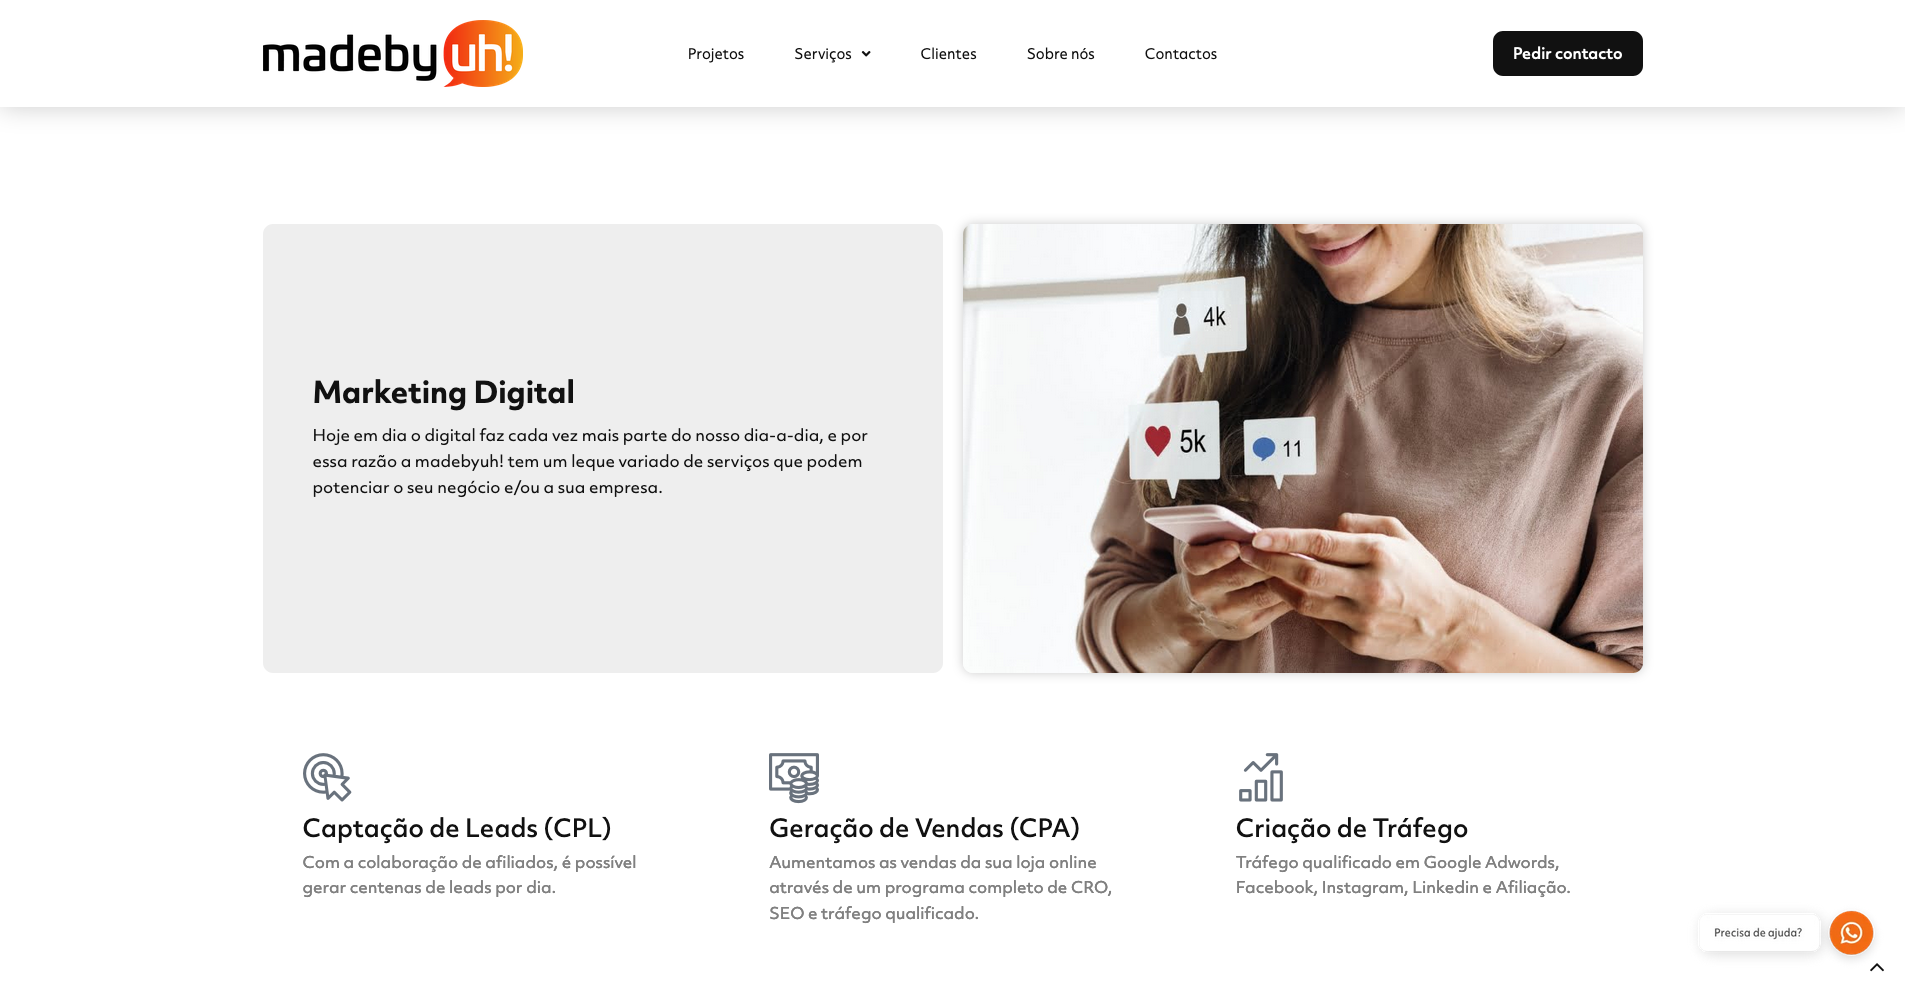 madebyuh!
Projetos
Serviços
Clientes
Sobre nós
Contactos
Pedir contacto
Marketing Digital
Hoje em dia o digital faz cada vez mais parte do nosso dia-a-dia, e por
essa razão a madebyuh! tem um leque variado de serviços que podem
potenciar o seu negócio e/ou a sua empresa.
4k
5k
11
Captação de Leads (CPL)
Com a colaboração de afiliados, é possível
gerar centenas de leads por dia.
Geração de Vendas (CPA)
Aumentamos as vendas da sua loja online
através de um programa completo de CRO,
SEO e tráfego qualificado.
Criação de Tráfego
Tráfego qualificado em Google Adwords,
Facebook, Instagram, Linkedin e Afiliação.
Precisa de ajuda?